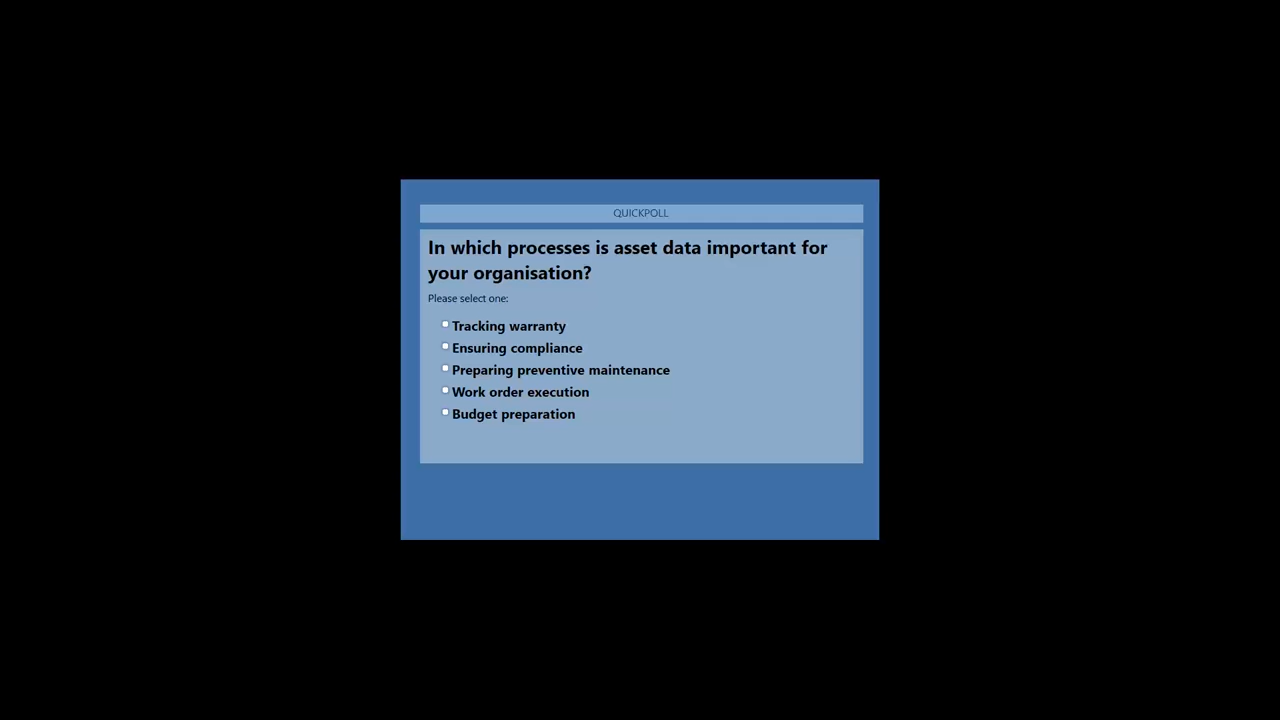 QUICKPOLL
In which processes is asset data important for
your organisation?
Please select one:
Tracking warranty
Ensuring compliance
Preparing preventive maintenance
Work order execution
Budget preparation